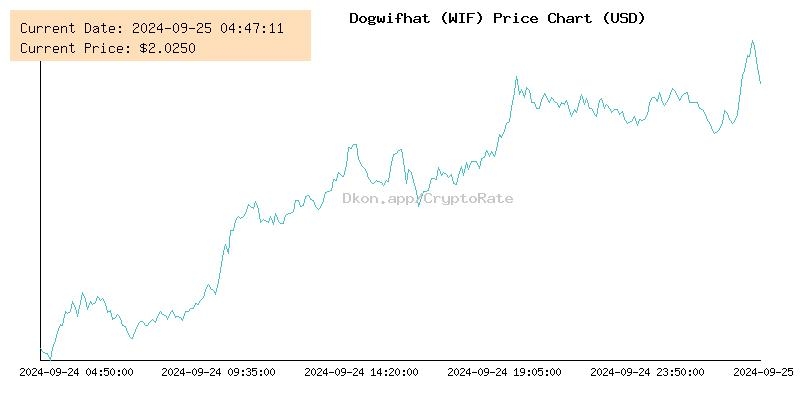 Dogwifhat (WIF) Price Chart (USD)
Current Date: 2024-09-25 04:47:11
Current Price: $2.0250
Dkon.app/CryptoRate
2024-09-24 04:50:00 2024-09-24 09:35:00 2024-09-24 14:20:00 2024-09-24 19:05:00 2024-09-24 23:50:00 2024-09-25